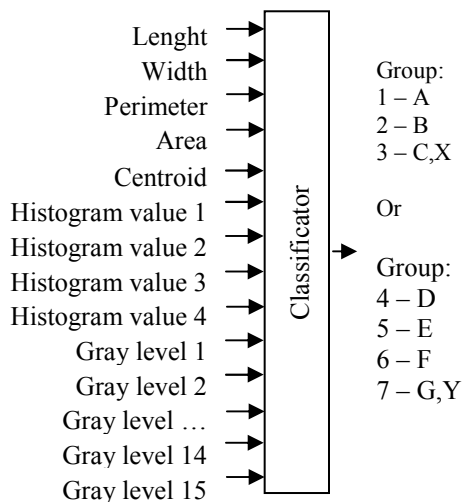 Lenght
Width
Perimeter
Area
Centroid
Histogram value 1
Histogram value 2
Histogram value 3
Histogram value 4
Gray level 1
Gray level 2
Gray level …
Gray level 14
Gray level 15
Classificator
Group:
1 – A
2 – B
3 – C,X
Or
Group:
4 – D
5 – E
6 – F
7 – G,Y